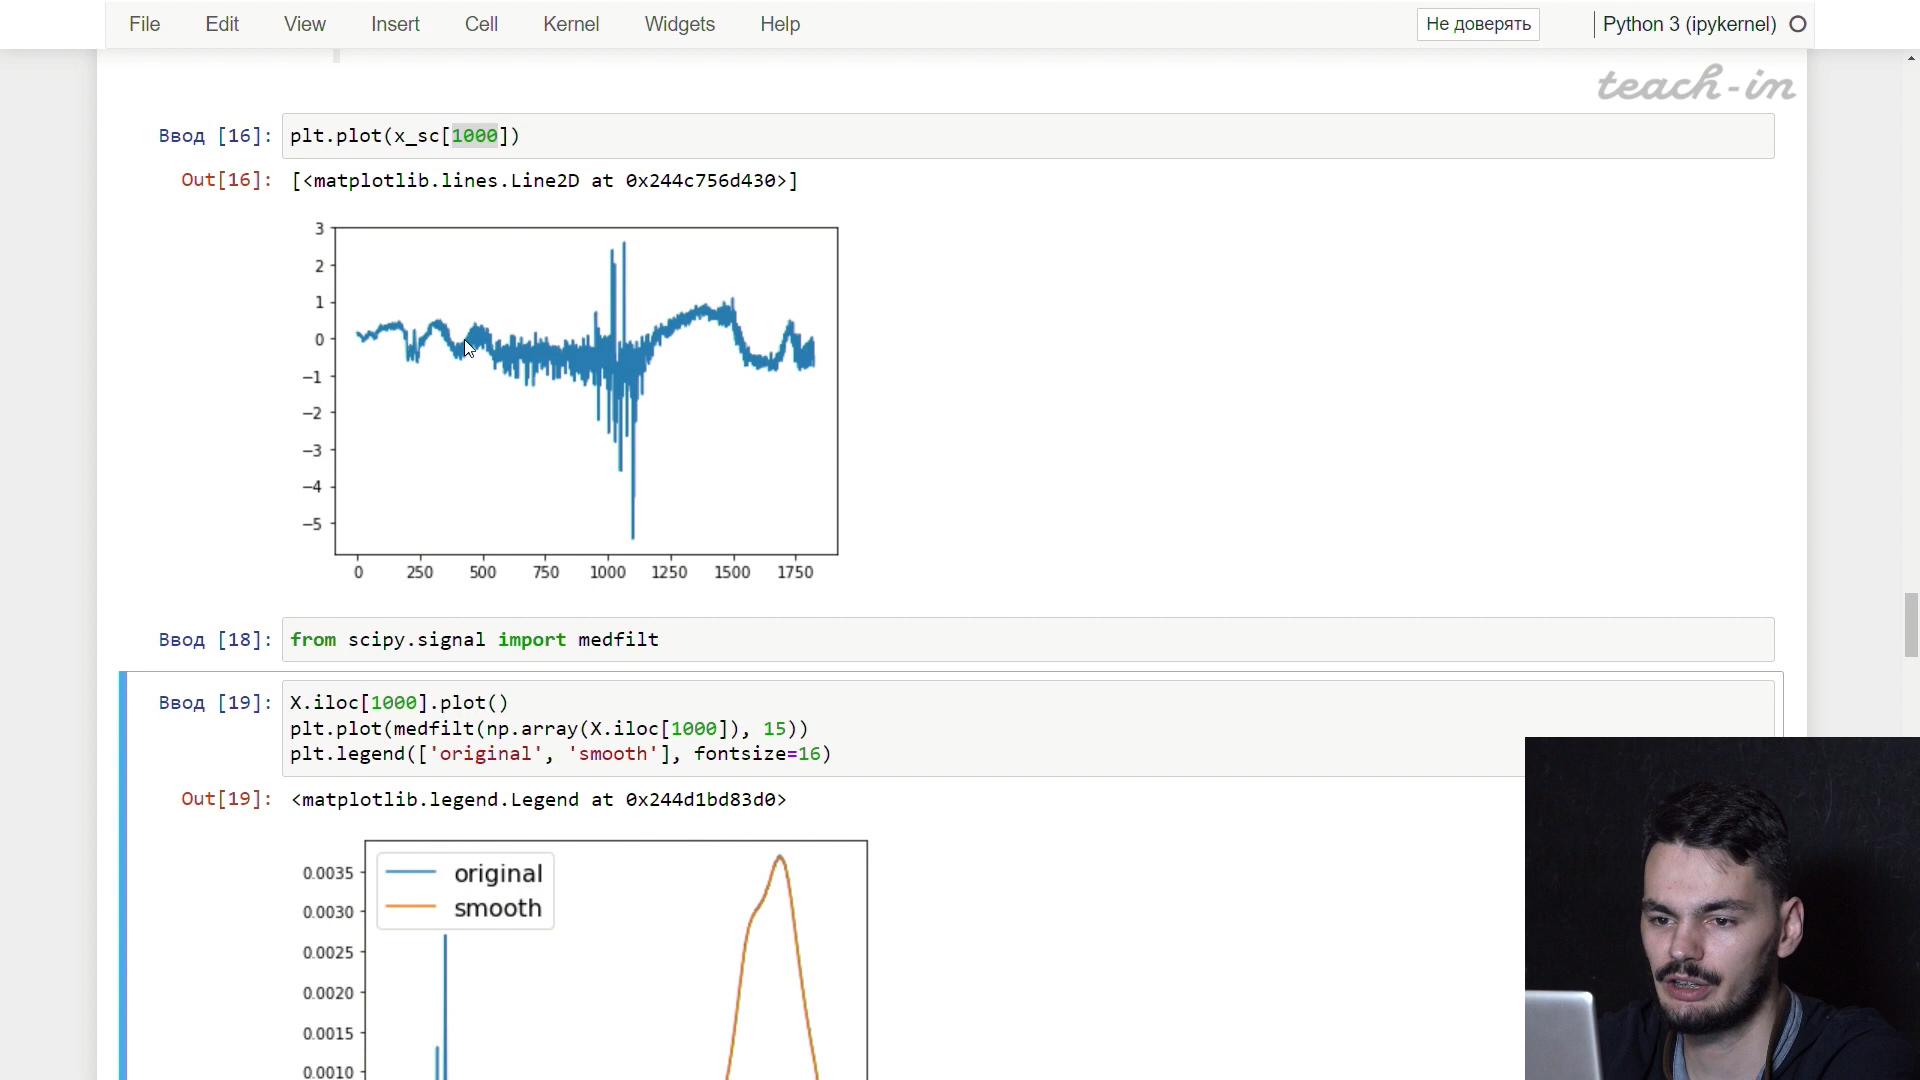 File Edit View Insert Cell Kernel Widgets Help Не доверять Python 3 (ipykernel)
teach-in
Ввод [16]: plt.plot(x_sc[1000])
Out[16]: [<matplotlib.lines.Line2D at 0x244c756d430>]
3
2
1
0
−1
−2
−3
−4
−5
0 250 500 750 1000 1250 1500 1750
Ввод [18]: from scipy.signal import medfilt
Ввод [19]: X.iloc[1000].plot()
plt.plot(medfilt(np.array(X.iloc[1000]), 15))
plt.legend(['original', 'smooth'], fontsize=16)
Out[19]: <matplotlib.legend.Legend at 0x244d1bd83d0>
original
smooth
0.0035
0.0030
0.0025
0.0020
0.0015
0.0010